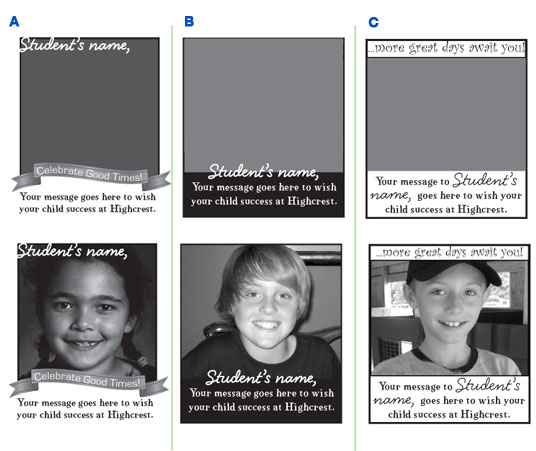 A
B
C
Student's name,
Celebrate Good Times!
Your message goes here to wish
your child success at Highcrest.
Student's name,
Your message goes here to wish
your child success at Highcrest.
...more great days await you!
Your message to Student's
name, goes here to wish your
child success at Highcrest.
Student's name,
Celebrate Good Times!
Your message goes here to wish
your child success at Highcrest.
Student's name,
Your message goes here to wish
your child success at Highcrest.
...more great days await you!
Your message to Student's
name, goes here to wish your
child success at Highcrest.